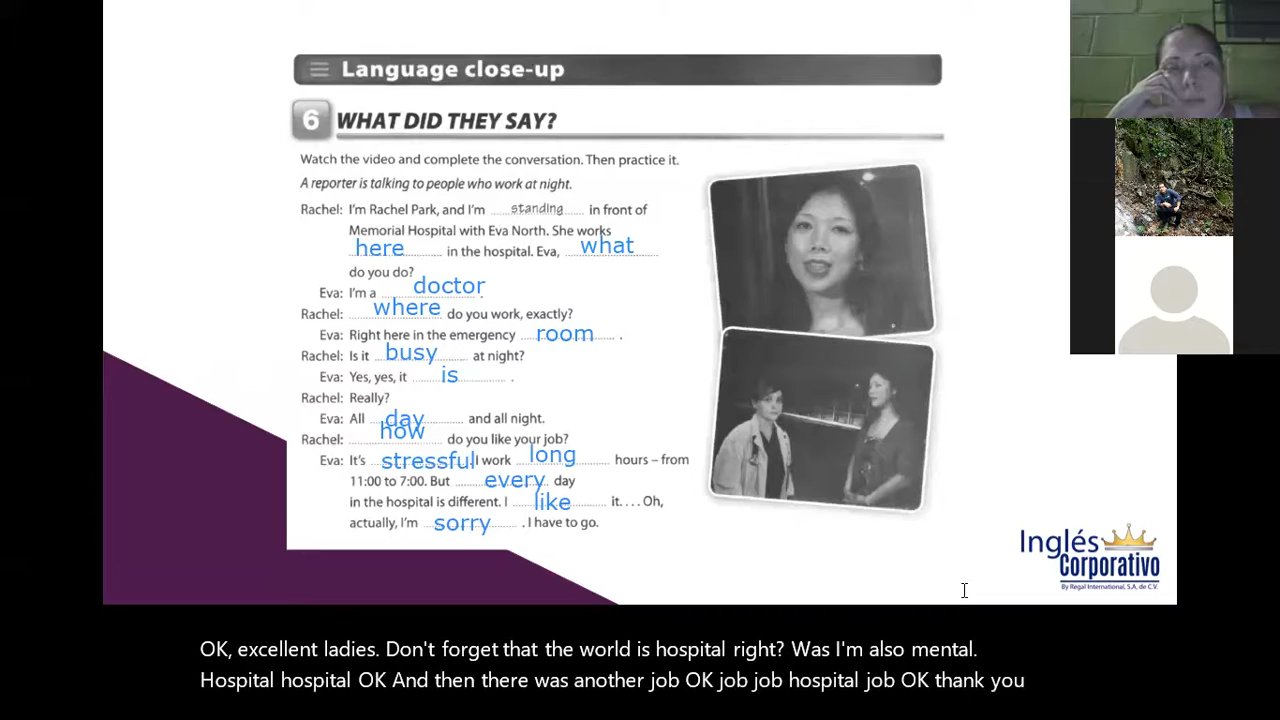 Language close-up
6 WHAT DID THEY SAY?
Watch the video and complete the conversation. Then practice it.
A reporter is talking to people who work at night.
Rachel: I'm Rachel Park, and I'm standing in front of
Memorial Hospital with Eva North. She works
here in the hospital. Eva, what
do you do?
Eva: I'm a doctor .
Rachel: where do you work, exactly?
Eva: Right here in the emergency room .
Rachel: Is it busy at night?
Eva: Yes, yes, it is .
Rachel: Really?
Eva: All day and all night.
Rachel: how do you like your job?
Eva: It's stressful I work long hours – from
11:00 to 7:00. But every day
in the hospital is different. I like it. . . . Oh,
actually, I'm sorry . I have to go.
Inglés
Corporativo
By Regal International, S.A. de C.V.
OK, excellent ladies. Don't forget that the world is hospital right? Was I'm also mental.
Hospital hospital OK And then there was another job OK job job hospital job OK thank you